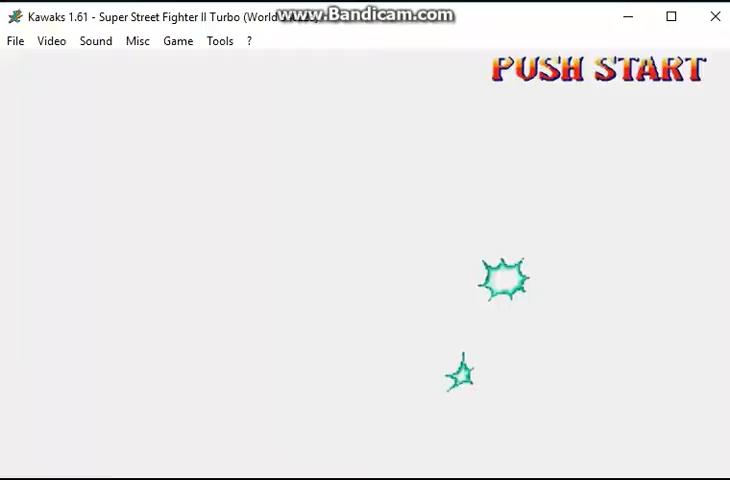 Kawaks 1.61 - Super Street Fighter II Turbo (World
www.Bandicam.com
File Video Sound Misc Game Tools ?
PUSH START